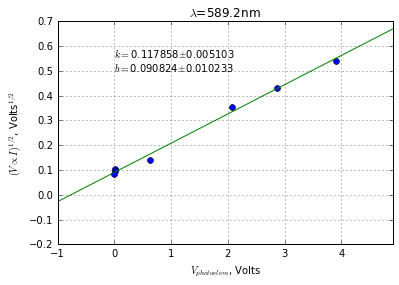 λ=589.2nm
k=0.117858±0.005103
b=0.090824±0.010233
(V∝I)^{1/2}, Volts^{1/2}
0.7
0.6
0.5
0.4
0.3
0.2
0.1
0.0
−0.1
−0.2
−1 0 1 2 3 4
V_{photoelem}, Volts